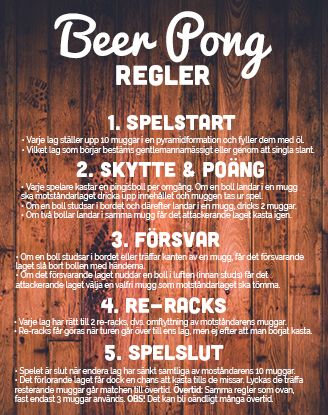 Beer Pong
REGLER
1. SPELSTART
• Varje lag ställer upp 10 muggar i en pyramidformation och fyller dem med öl.
• Vilket lag som börjar bestäms gentlemannamässigt eller genom att singla slant.
2. SKYTTE & POÄNG
• Varje spelare kastar en pingisboll per omgång. Om en boll landar i en mugg
ska motståndarlaget dricka upp innehållet och muggen tas ur spel.
• Om en boll studsar i bordet och därefter landar i en mugg, dricks 2 muggar.
• Om två bollar landar i samma mugg får det attackerande laget kasta igen.
3. FÖRSVAR
• Om en boll studsar i bordet eller träffar kanten av en mugg, får det försvarande
laget slå bort bollen med händerna.
• Om det försvarande laget nuddar en boll i luften (innan studs) får det
attackerande laget välja en valfri mugg som motståndarlaget ska tömma.
4. RE-RACKS
• Varje lag har rätt till 2 re-racks, dvs. omflyttning av motståndarens muggar.
• Re-racks får göras när turen går över till ens lag, men ej efter att man börjat kasta.
5. SPELSLUT
• Spelet är slut när endera lag har sänkt samtliga av moståndarens 10 muggar.
• Det förlorande laget får dock en chans att kasta tills de missar. Lyckas de träffa
resterande muggar går matchen till övertid. Övertid: Samma regler som ovan,
fast endast 3 muggar används. OBS! Det kan bli oändligt många övertid.